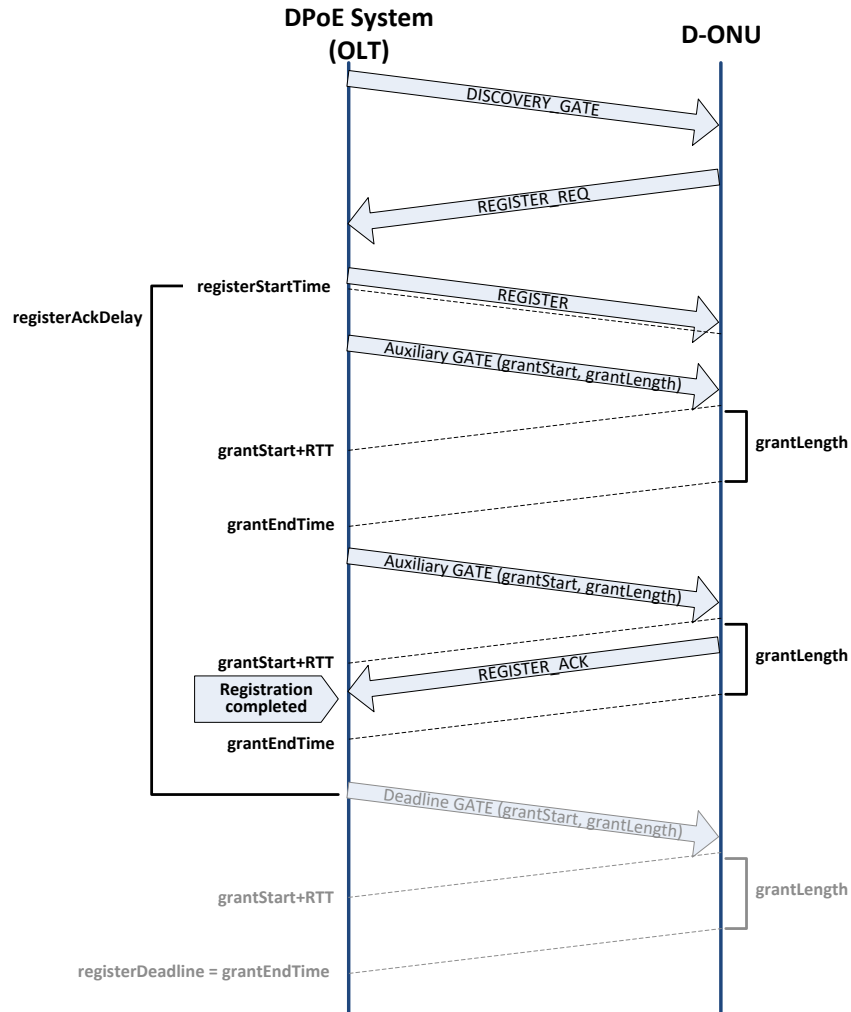 DPoE System
(OLT)
D-ONU
DISCOVERY_GATE
REGISTER_REQ
registerStartTime
REGISTER
registerAckDelay
Auxiliary GATE (grantStart, grantLength)
grantStart+RTT
grantLength
grantEndTime
Auxiliary GATE (grantStart, grantLength)
grantStart+RTT
grantLength
REGISTER_ACK
Registration
completed
grantEndTime
Deadline GATE (grantStart, grantLength)
grantStart+RTT
grantLength
registerDeadline = grantEndTime